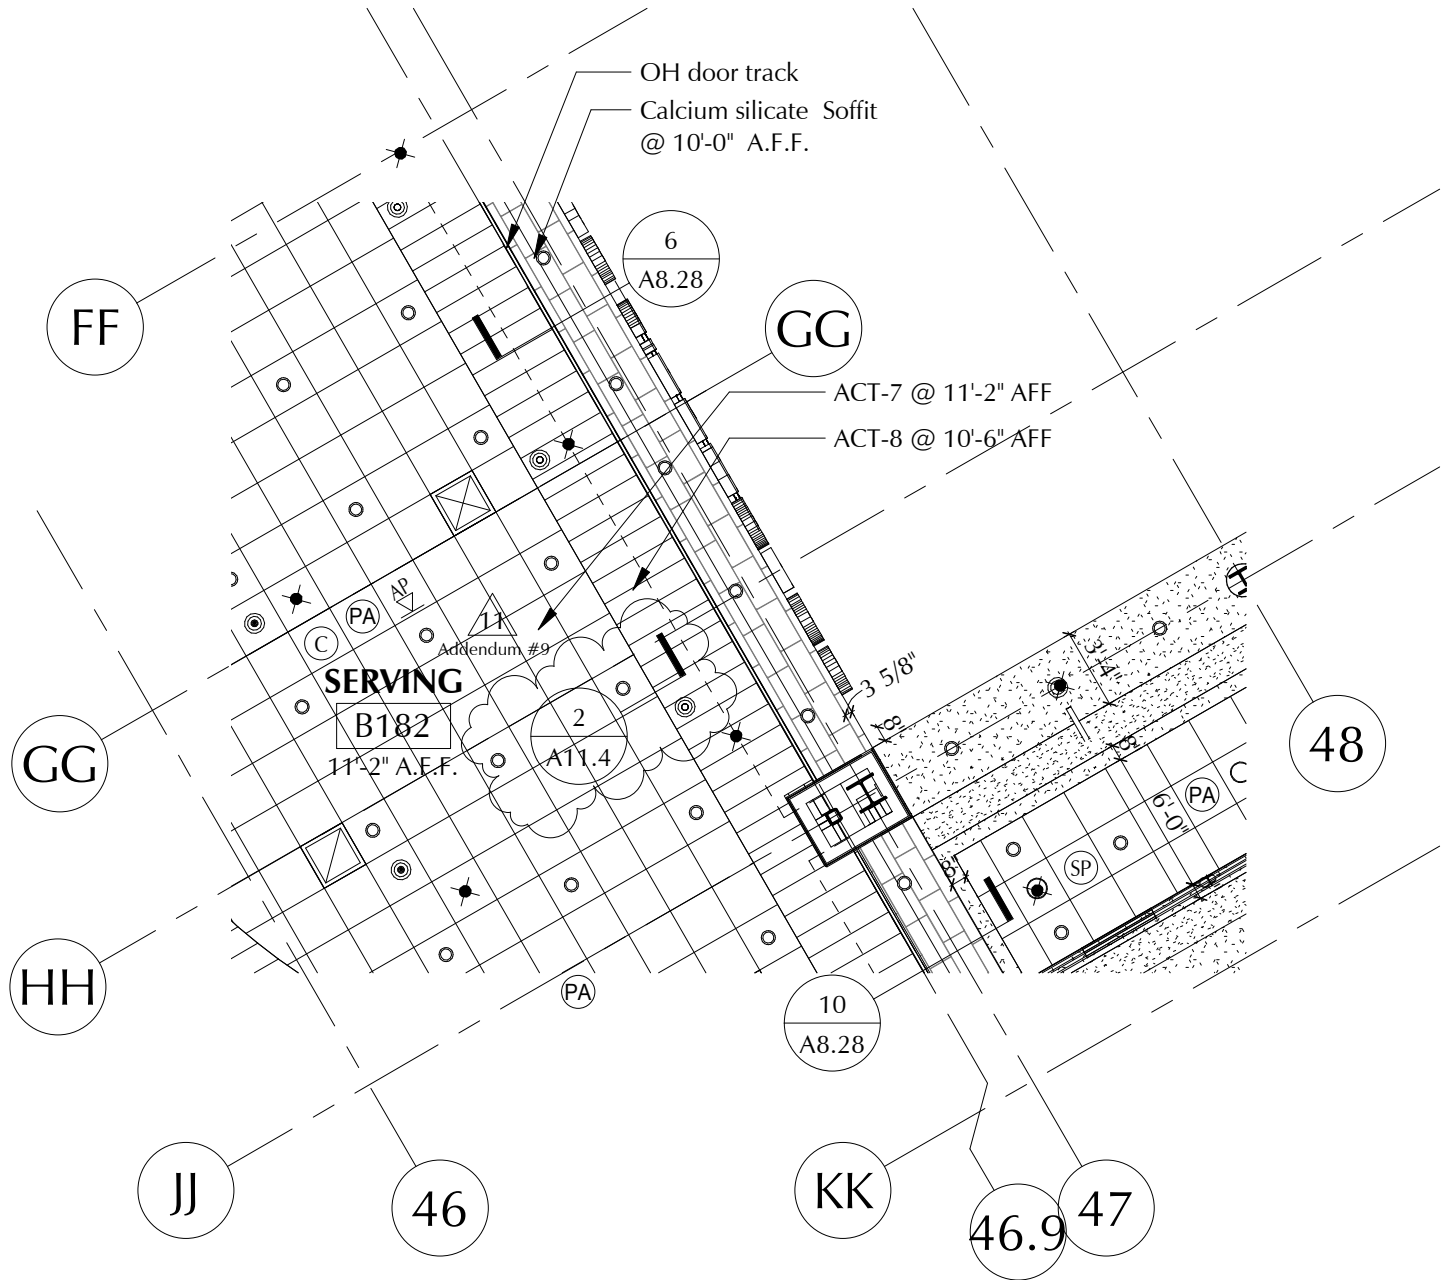 OH door track
Calcium silicate Soffit
@ 10'-0" A.F.F.
6
A8.28
FF
GG
ACT-7 @ 11'-2" AFF
ACT-8 @ 10'-6" AFF
AP
PA
C
11
Addendum #9
SERVING
B182
11'-2" A.F.F.
2
A11.4
3 5/8"
8"
3'-4"
8"
6'-0"
PA
C
SP
8"
8"
GG
48
HH
PA
10
A8.28
JJ
46
KK
46.9
47